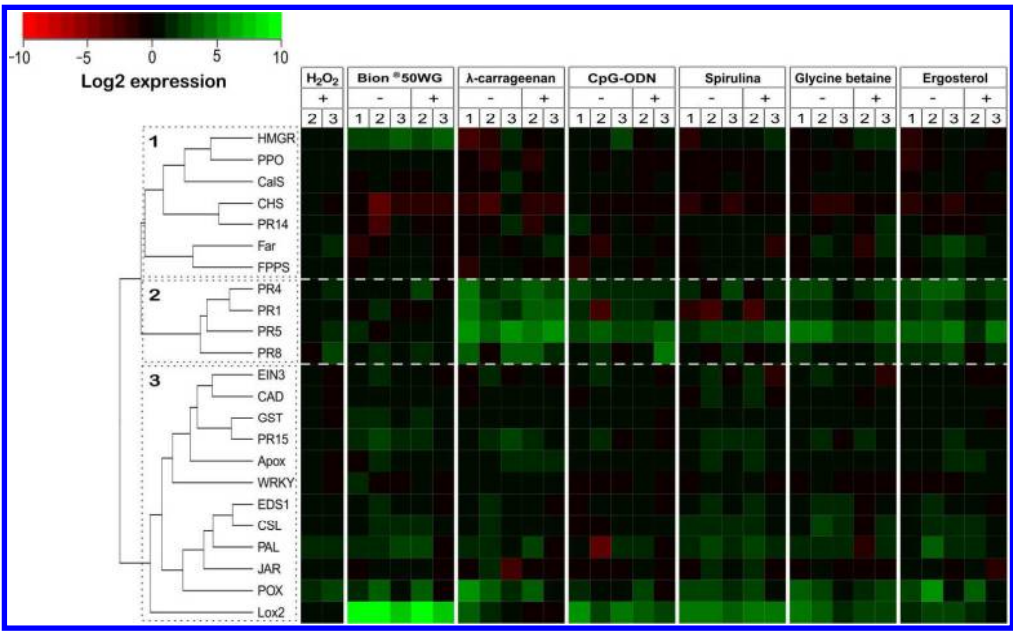 -10 -5 0 5 10
Log2 expression
H₂O₂ Bion ®50WG λ-carrageenan CpG-ODN Spirulina Glycine betaine Ergosterol
+ - + - + - + - + - + - +
2 3 1 2 3 2 3 1 2 3 2 3 1 2 3 2 3 1 2 3 2 3 1 2 3 2 3 1 2 3 2 3
1 HMGR
PPO
CalS
CHS
PR14
Far
FPPS
2 PR4
PR1
PR5
PR8
3 EIN3
CAD
GST
PR15
Apox
WRKY
EDS1
CSL
PAL
JAR
POX
Lox2